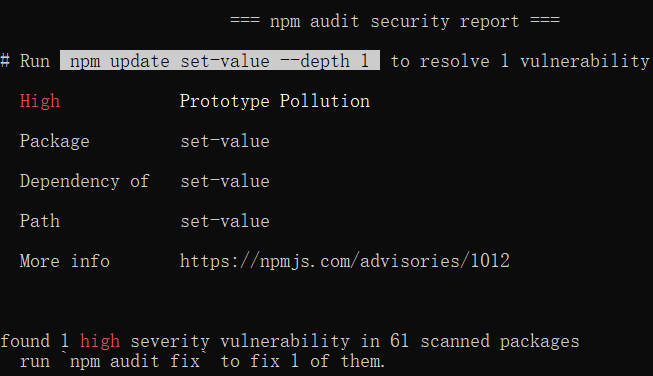 === npm audit security report ===
# Run  npm update set-value --depth 1  to resolve 1 vulnerability
High Prototype Pollution
Package set-value
Dependency of set-value
Path set-value
More info https://npmjs.com/advisories/1012
found 1 high severity vulnerability in 61 scanned packages
run `npm audit fix` to fix 1 of them.